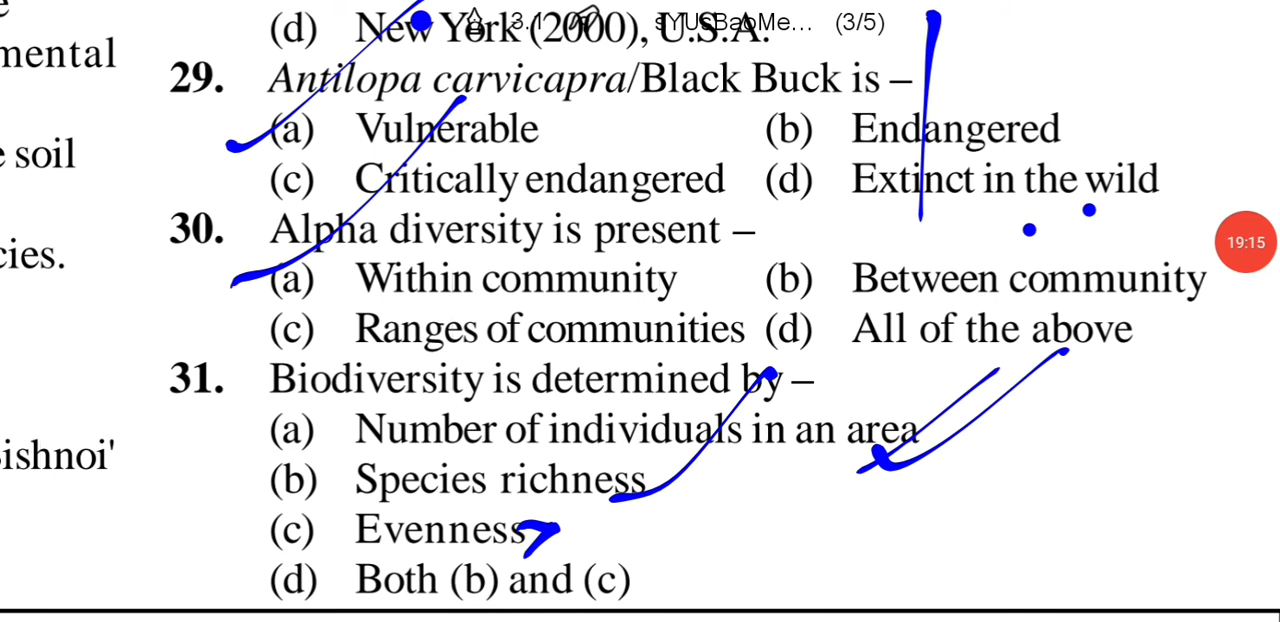 (d) New York (2000), U.S.A.
3.1 sYUsBaoMe... (3/5)
mental
29. Antilopa carvicapra/Black Buck is –
(a) Vulnerable (b) Endangered
soil
(c) Critically endangered (d) Extinct in the wild
30. Alpha diversity is present –
19:15
cies.
(a) Within community (b) Between community
(c) Ranges of communities (d) All of the above
31. Biodiversity is determined by –
(a) Number of individuals in an area
ishnoi'
(b) Species richness
(c) Evenness
(d) Both (b) and (c)